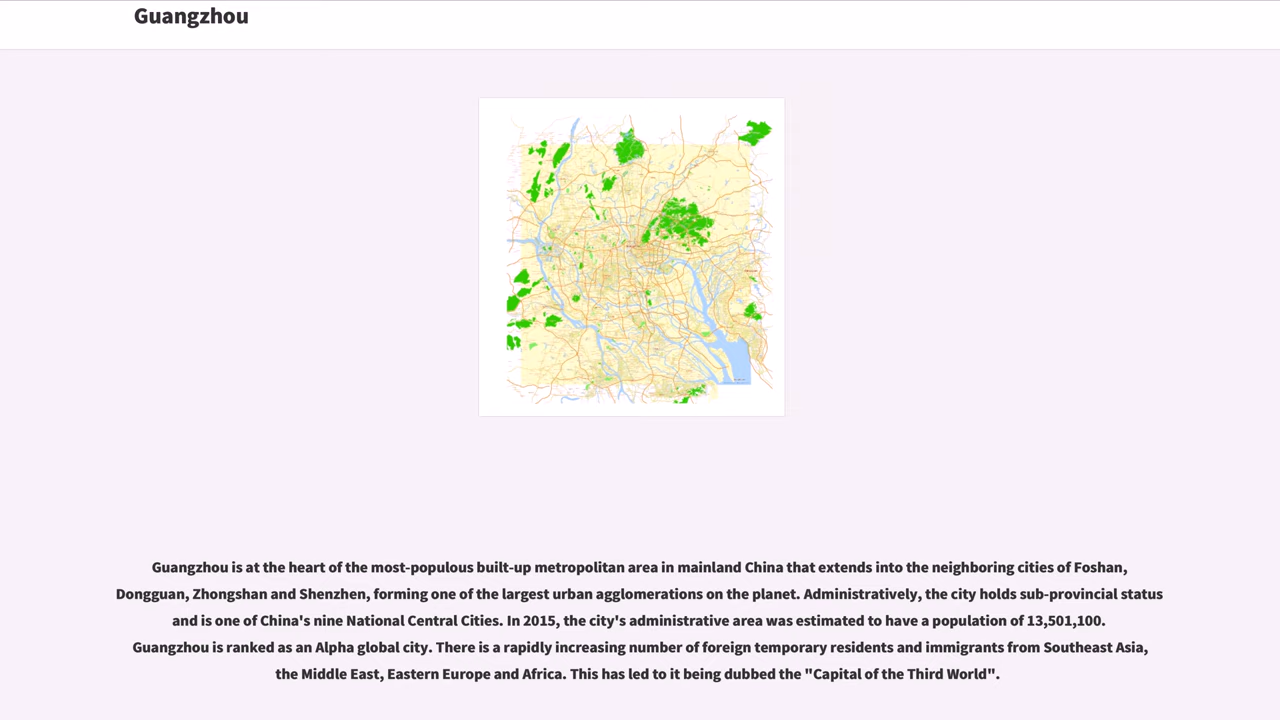 Guangzhou
Guangzhou is at the heart of the most-populous built-up metropolitan area in mainland China that extends into the neighboring cities of Foshan,
Dongguan, Zhongshan and Shenzhen, forming one of the largest urban agglomerations on the planet. Administratively, the city holds sub-provincial status
and is one of China's nine National Central Cities. In 2015, the city's administrative area was estimated to have a population of 13,501,100.
Guangzhou is ranked as an Alpha global city. There is a rapidly increasing number of foreign temporary residents and immigrants from Southeast Asia,
the Middle East, Eastern Europe and Africa. This has led to it being dubbed the "Capital of the Third World".